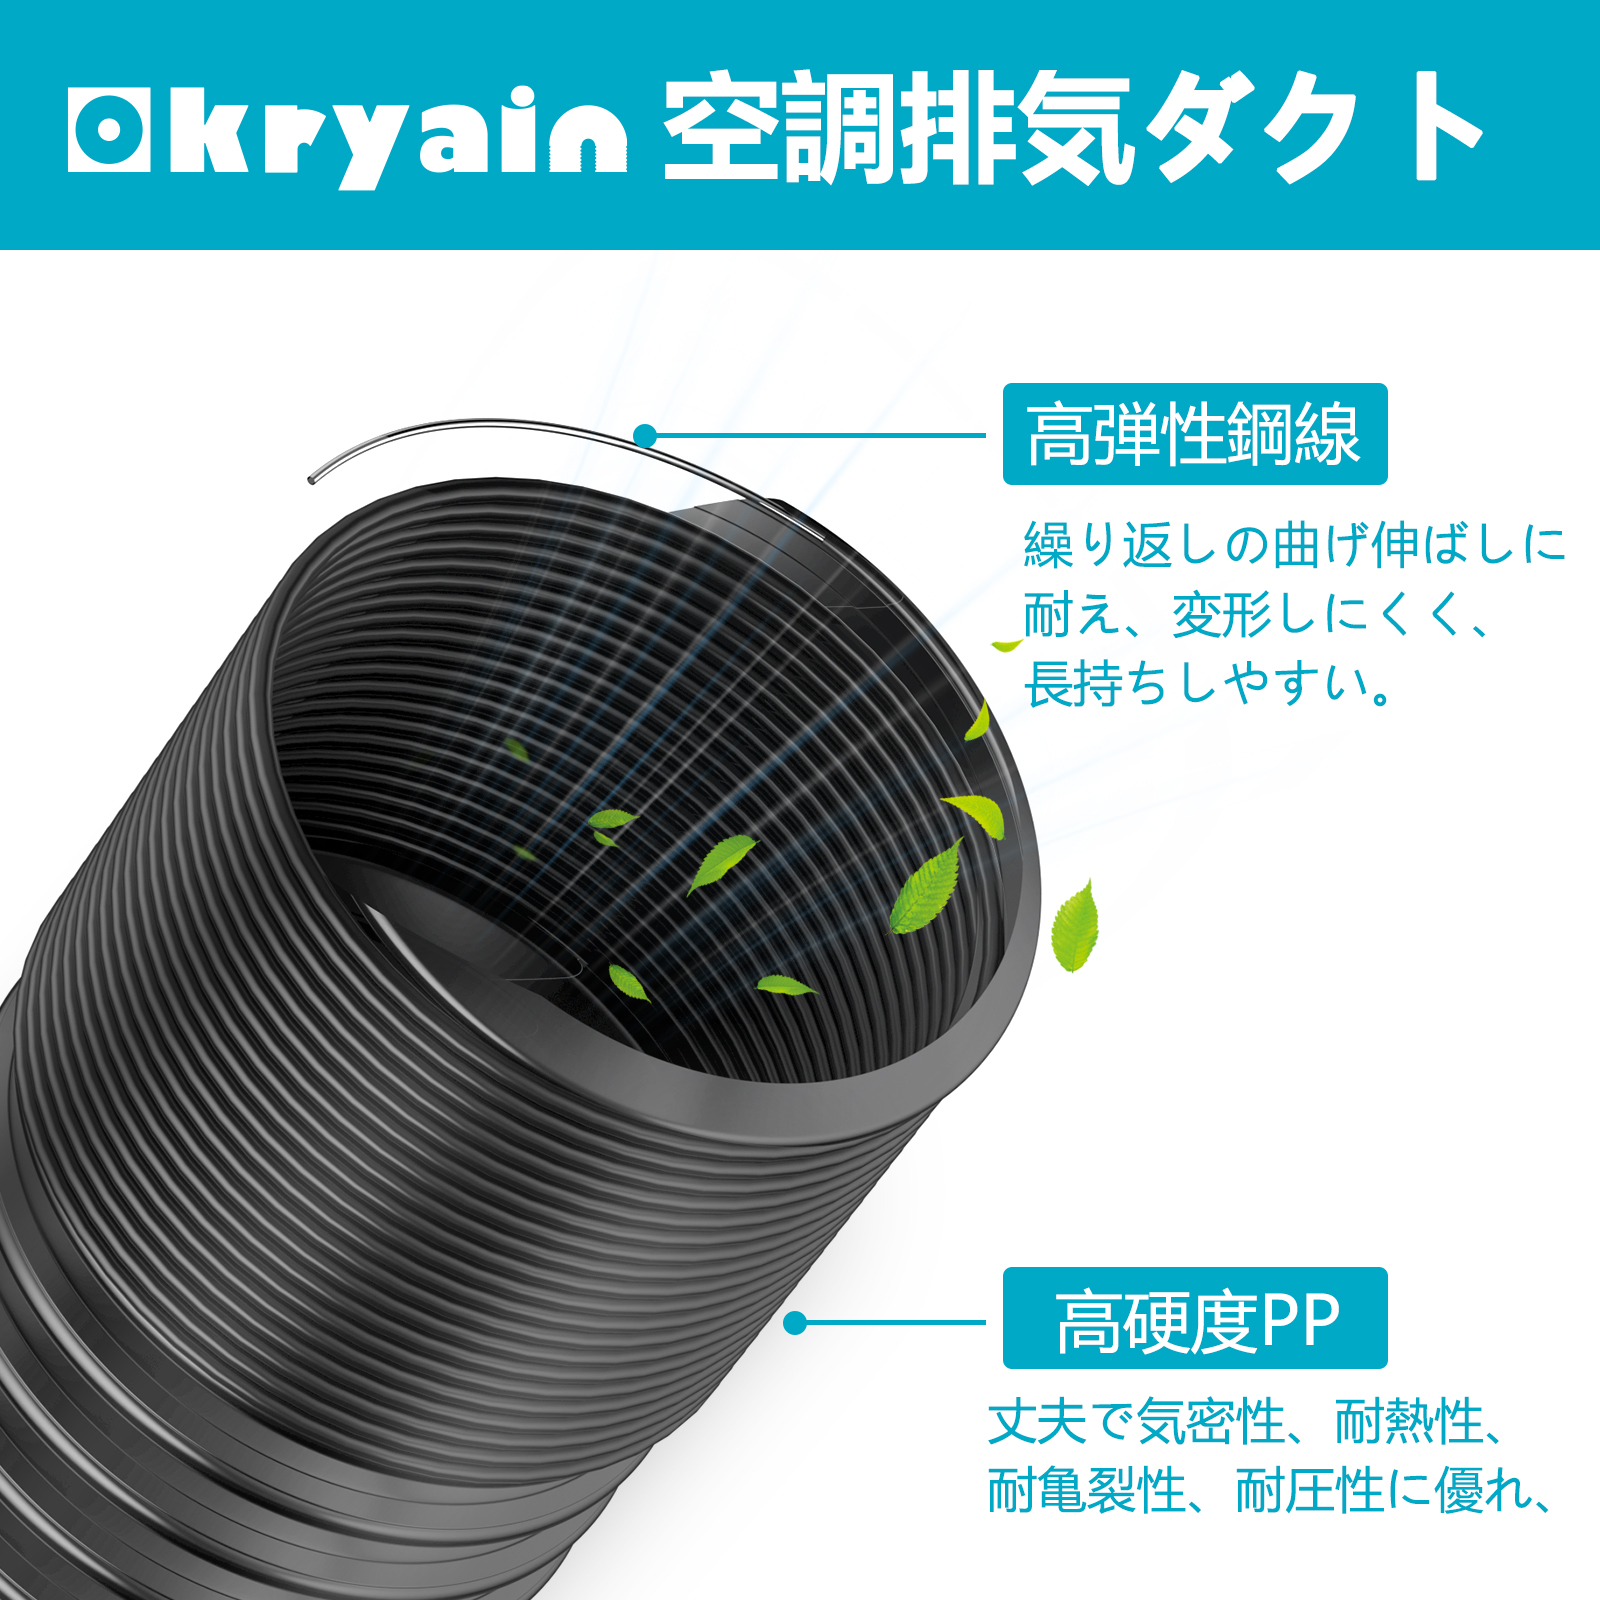 Okryain 空調排気ダクト
高弾性鋼線
繰り返しの曲げ伸ばしに
耐え、変形しにくく、
長持ちしやすい。
高硬度PP
丈夫で気密性、耐熱性、
耐亀裂性、耐圧性に優れ、